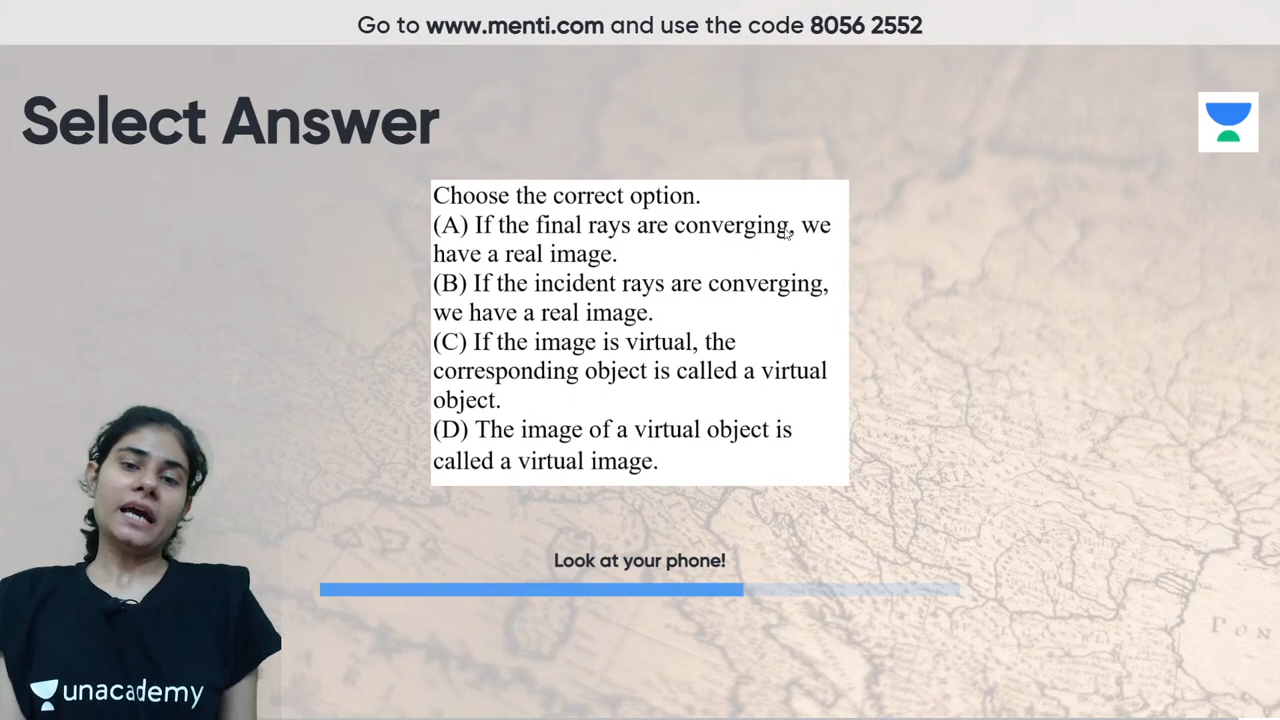 Go to www.menti.com and use the code 8056 2552
Select Answer
Choose the correct option.
(A) If the final rays are converging, we
have a real image.
(B) If the incident rays are converging,
we have a real image.
(C) If the image is virtual, the
corresponding object is called a virtual
object.
(D) The image of a virtual object is
called a virtual image.
Look at your phone!
PON
unacademy